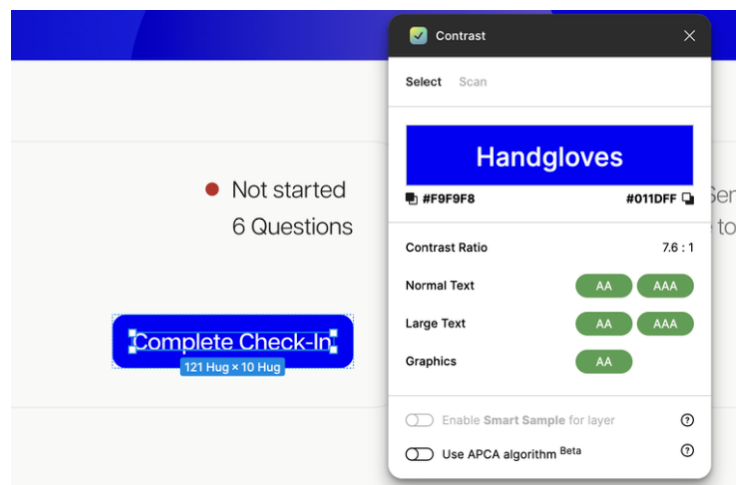 Contrast
Select Scan
Handgloves
#F9F9F8 #011DFF
Contrast Ratio 7.6 : 1
Normal Text AA AAA
Large Text AA AAA
Graphics AA
Enable Smart Sample for layer ?
Use APCA algorithm Beta ?
Not started
6 Questions
Complete Check-In
121 Hug × 10 Hug
to